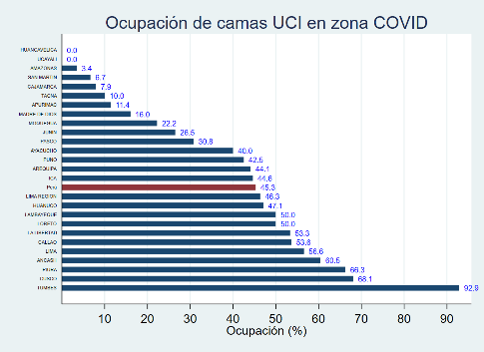 Ocupación de camas UCI en zona COVID
HUANCAVELICA 0.0
UCAYALI 0.0
AMAZONAS 3.4
SAN MARTIN 6.7
CAJAMARCA 7.9
TACNA 10.0
APURIMAC 11.4
MADRE DE DIOS 16.0
MOQUEGUA 22.2
JUNIN 26.5
PASCO 30.8
AYACUCHO 40.0
PUNO 42.5
AREQUIPA 44.1
ICA 44.6
Peru 45.3
LIMA REGION 46.3
HUANUCO 47.1
LAMBAYEQUE 50.0
LORETO 50.0
LA LIBERTAD 53.3
CALLAO 53.8
LIMA 56.6
ANCASH 60.5
PIURA 66.3
CUSCO 68.1
TUMBES 92.9
10 20 30 40 50 60 70 80 90
Ocupación (%)